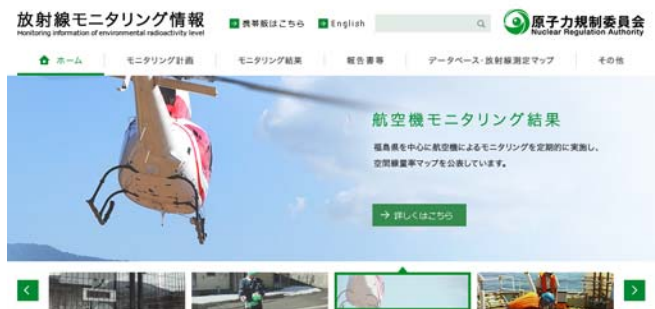 放射線モニタリング情報
Monitoring information of environmental radioactivity level
携帯版はこちら
English
原子力規制委員会
Nuclear Regulation Authority
ホーム
モニタリング計画
モニタリング結果
報告書等
データベース・放射線測定マップ
その他
航空機モニタリング結果
福島県を中心に航空機によるモニタリングを定期的に実施し、
空間線量率マップを公表しています。
→ 詳しくはこちら